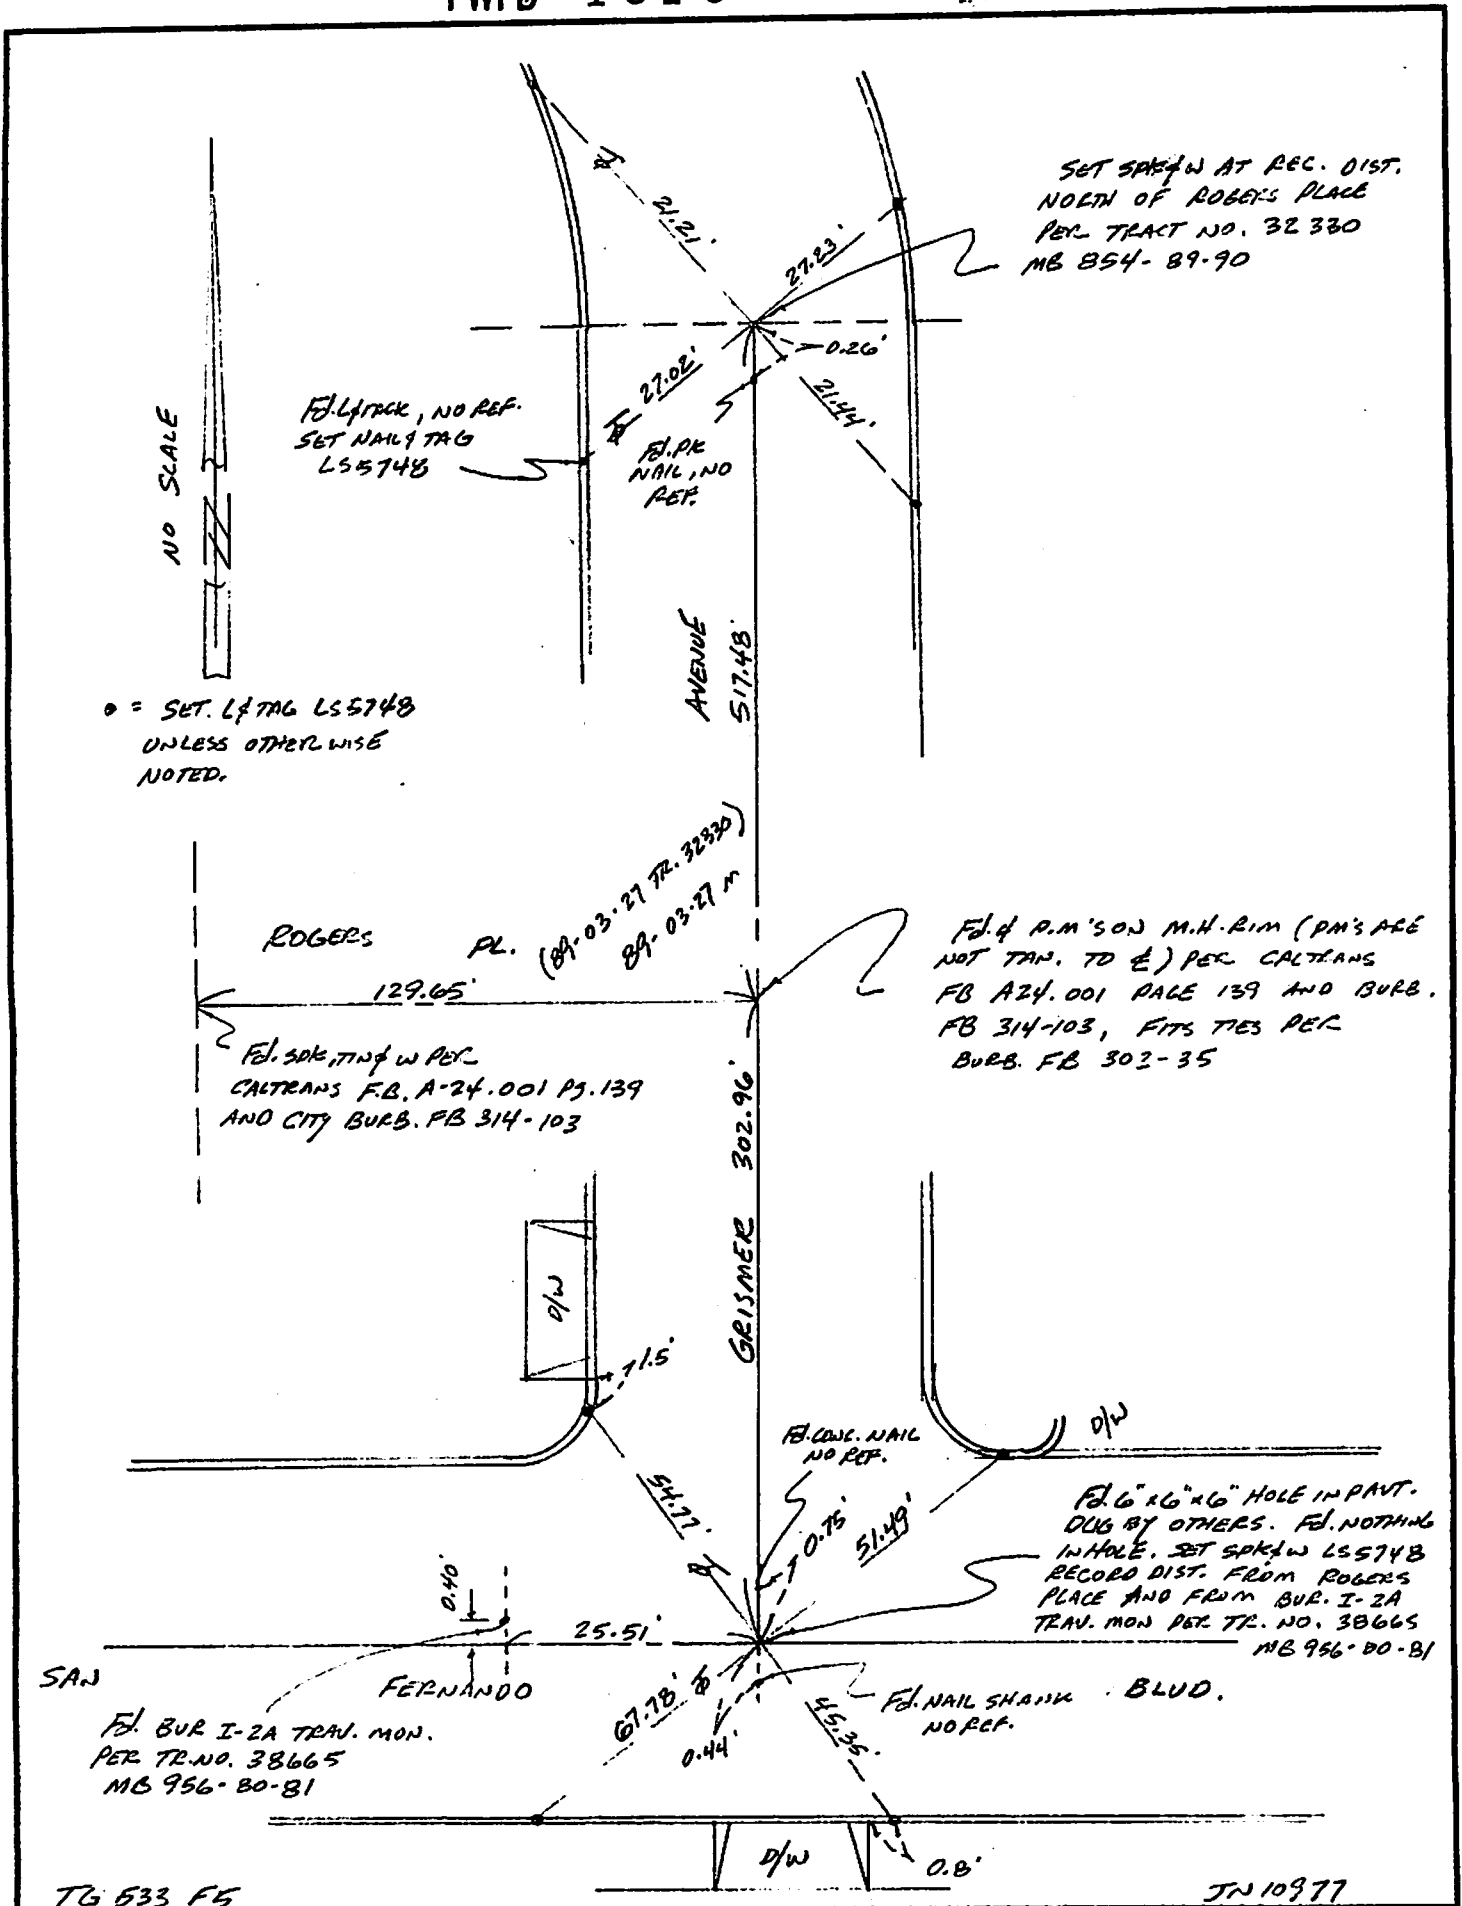 SET SPK&W AT REC. DIST.
NORTH OF ROGERS PLACE
PER TRACT NO. 32330
MB 854-89-90
21.21'
27.23'
0.26'
27.02'
21.44'
Fd. L&TACK, NO REF.
SET NAIL & TAG
LS5748
Fd. PK
NAIL, NO
REF.
NO SCALE
N
AVENUE
517.48'
• = SET. L&TAG LS5748
UNLESS OTHERWISE
NOTED.
ROGERS PL.
(89-03-27 TR. 32330)
89-03-27 M
129.65'
Fd. 4 P.M'S ON M.H. RIM (PM'S ARE
NOT TAN. TO ℄) PER CALTRANS
FB A24.001 PAGE 139 AND BURB.
FB 314-103, FITS TIES PER
BURB. FB 302-35
Fd. SPK, TIN & W PER
CALTRANS F.B. A-24.001 PG. 139
AND CITY BURB. FB 314-103
GRISMER 302.96'
D/W
1.5'
D/W
Fd. CONC. NAIL
NO REF.
54.77'
0.75'
51.49'
Fd. 6"x6"x6" HOLE IN PAVT.
DUG BY OTHERS. Fd. NOTHING
IN HOLE. SET SPK&W LS5748
RECORD DIST. FROM ROGERS
PLACE AND FROM BUR. I-2A
TRAV. MON PER TR. NO. 38665
MB 956-80-81
0.40'
25.51'
SAN FERNANDO BLVD.
67.78'
0.44'
45.35'
Fd. NAIL SHANK
NO REF.
Fd. BUR I-2A TRAV. MON.
PER TR. NO. 38665
MB 956-80-81
D/W
0.8'
TG 533 F5
JN 10977